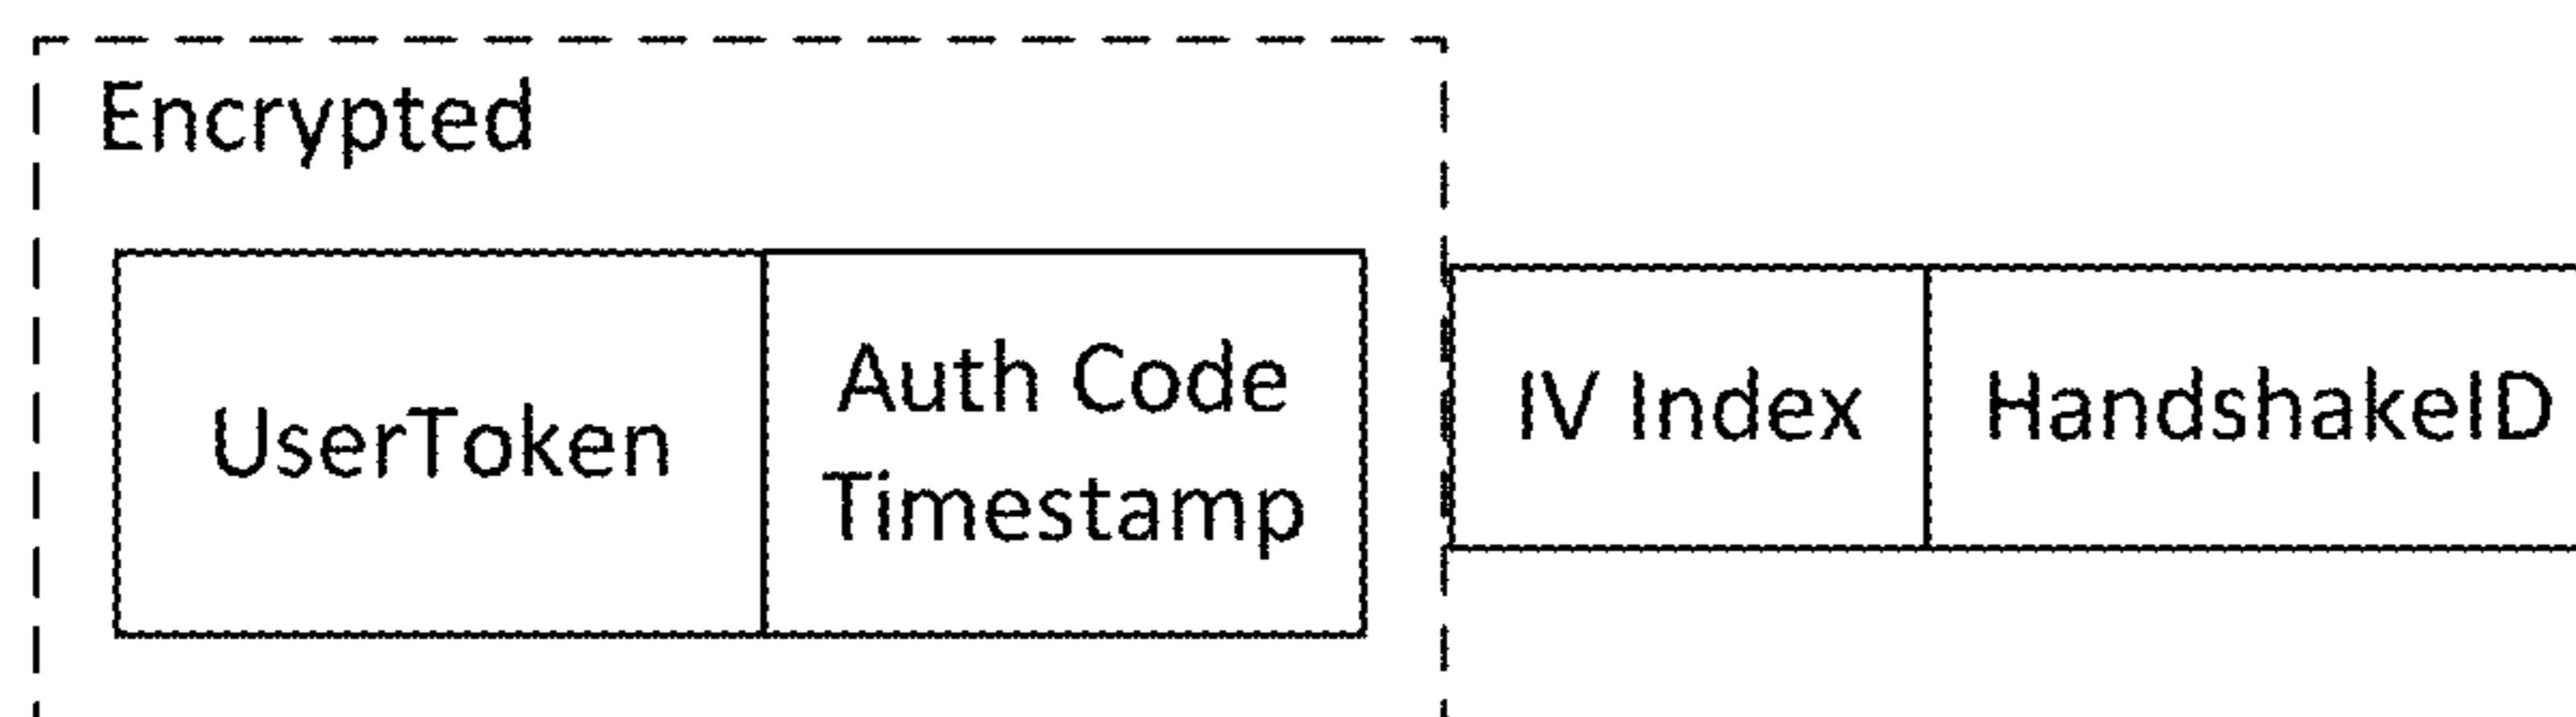 Encrypted
UserToken
Auth Code
Timestamp
IV Index
HandshakeID